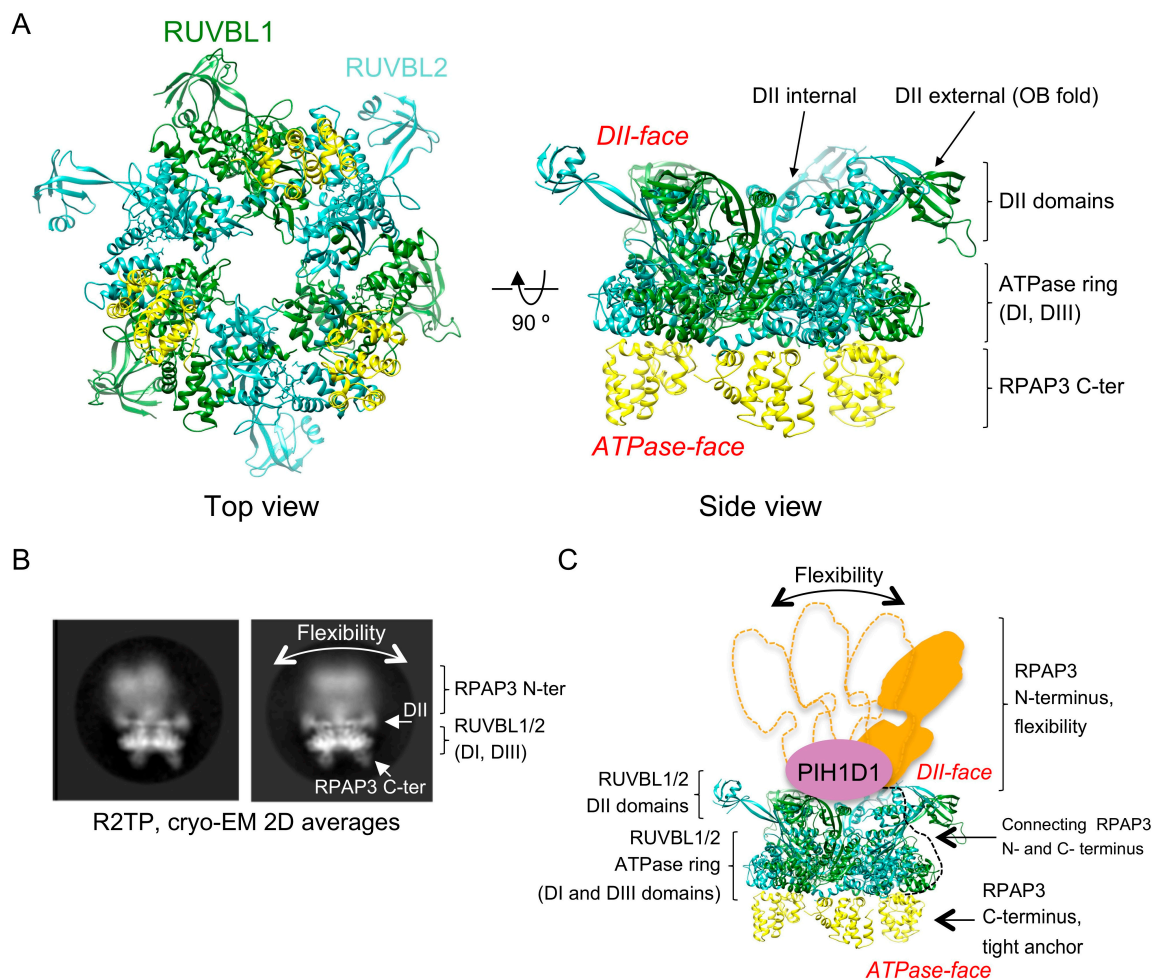 A
RUVBL1
RUVBL2
DII internal
DII external (OB fold)
DII-face
DII domains
ATPase ring
(DI, DIII)
90 º
RPAP3 C-ter
ATPase-face
Top view
Side view
B
Flexibility
RPAP3 N-ter
DII
RUVBL1/2
(DI, DIII)
RPAP3 C-ter
R2TP, cryo-EM 2D averages
C
Flexibility
RPAP3
N-terminus,
flexibility
PIH1D1
DII-face
RUVBL1/2
DII domains
RUVBL1/2
ATPase ring
(DI and DIII domains)
Connecting RPAP3
N- and C- terminus
RPAP3
C-terminus,
tight anchor
ATPase-face